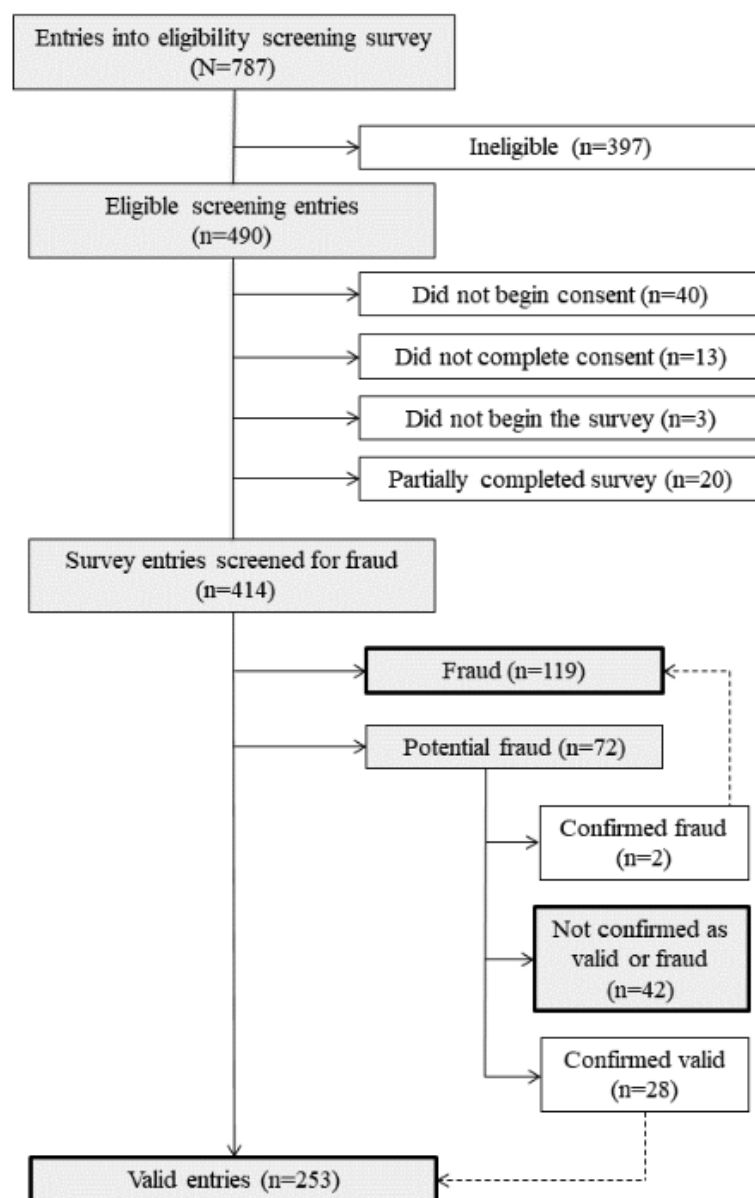 Entries into eligibility screening survey
(N=787)
Ineligible (n=397)
Eligible screening entries
(n=490)
Did not begin consent (n=40)
Did not complete consent (n=13)
Did not begin the survey (n=3)
Partially completed survey (n=20)
Survey entries screened for fraud
(n=414)
Fraud (n=119)
Potential fraud (n=72)
Confirmed fraud
(n=2)
Not confirmed as
valid or fraud
(n=42)
Confirmed valid
(n=28)
Valid entries (n=253)